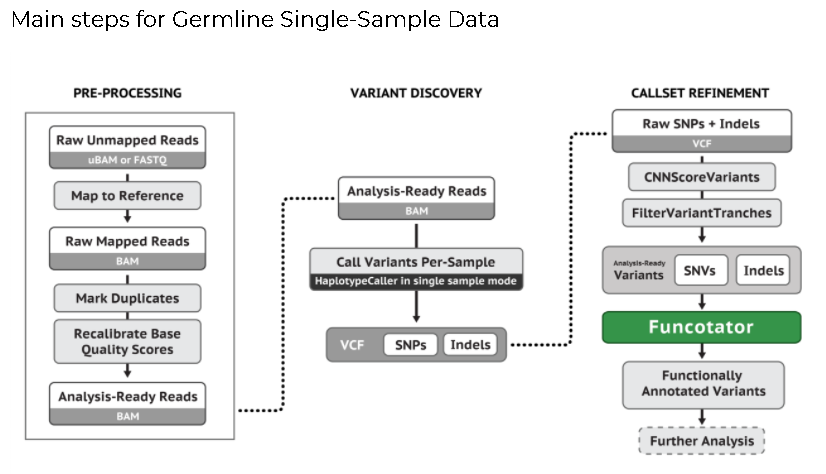 Main steps for Germline Single-Sample Data
PRE-PROCESSING
Raw Unmapped Reads
uBAM or FASTQ
Map to Reference
Raw Mapped Reads
BAM
Mark Duplicates
Recalibrate Base
Quality Scores
Analysis-Ready Reads
BAM
VARIANT DISCOVERY
Analysis-Ready Reads
BAM
Call Variants Per-Sample
HaplotypeCaller in single sample mode
VCF SNPs Indels
CALLSET REFINEMENT
Raw SNPs + Indels
VCF
CNNScoreVariants
FilterVariantTranches
Analysis-Ready
Variants SNVs Indels
Funcotator
Functionally
Annotated Variants
Further Analysis